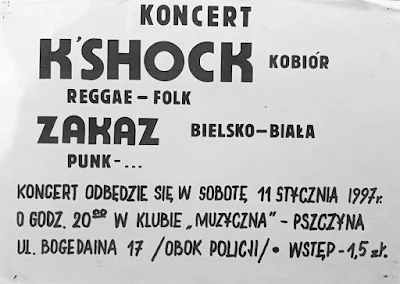 KONCERT
K'SHOCK KOBIÓR
REGGAE – FOLK
ZAKAZ BIELSKO–BIAŁA
PUNK-...
KONCERT ODBĘDZIE SIĘ W SOBOTĘ 11 STYCZNIA 1997r.
O GODZ. 20⁰⁰ W KLUBIE „MUZYCZNA" - PSZCZYNA
UL. BOGEDAINA 17 /OBOK POLICJI/ • WSTĘP - 1,5 zł.